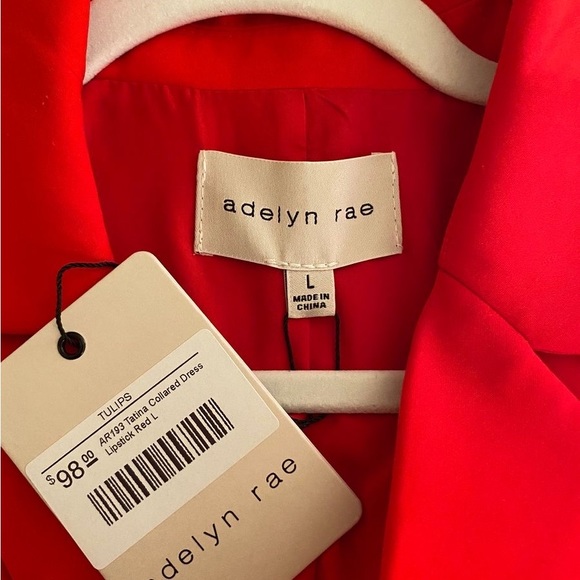 adelyn rae
L
MADE IN
CHINA
TULIPS
AR193 Tatina Collared Dress
Lipstick Red L
$98.00
adelyn rae